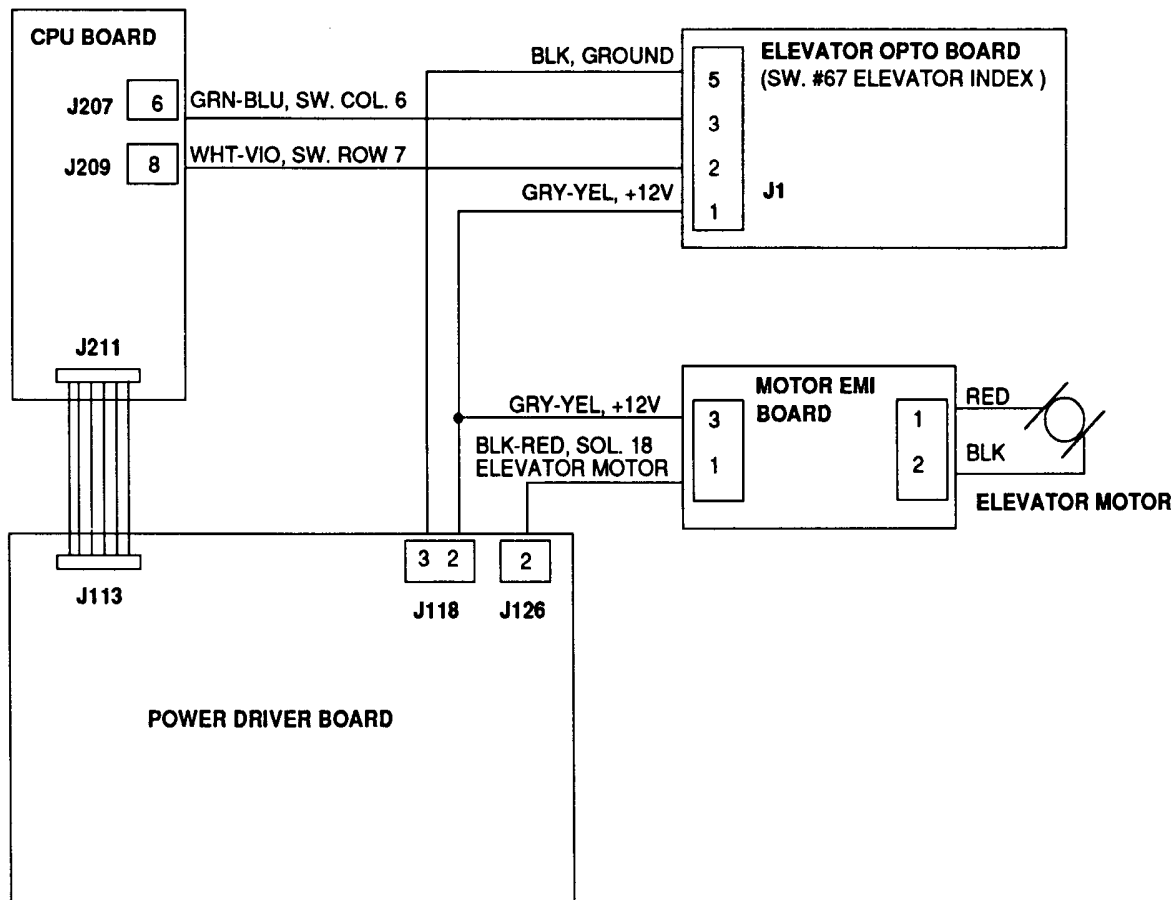 CPU BOARD
J207
6
GRN-BLU, SW. COL. 6
J209
8
WHT-VIO, SW. ROW 7
J211
BLK, GROUND
GRY-YEL, +12V
5
3
2
1
J1
ELEVATOR OPTO BOARD
(SW. #67 ELEVATOR INDEX )
GRY-YEL, +12V
BLK-RED, SOL. 18
ELEVATOR MOTOR
3
1
MOTOR EMI
BOARD
1
2
RED
BLK
ELEVATOR MOTOR
J113
3 2
J118
2
J126
POWER DRIVER BOARD